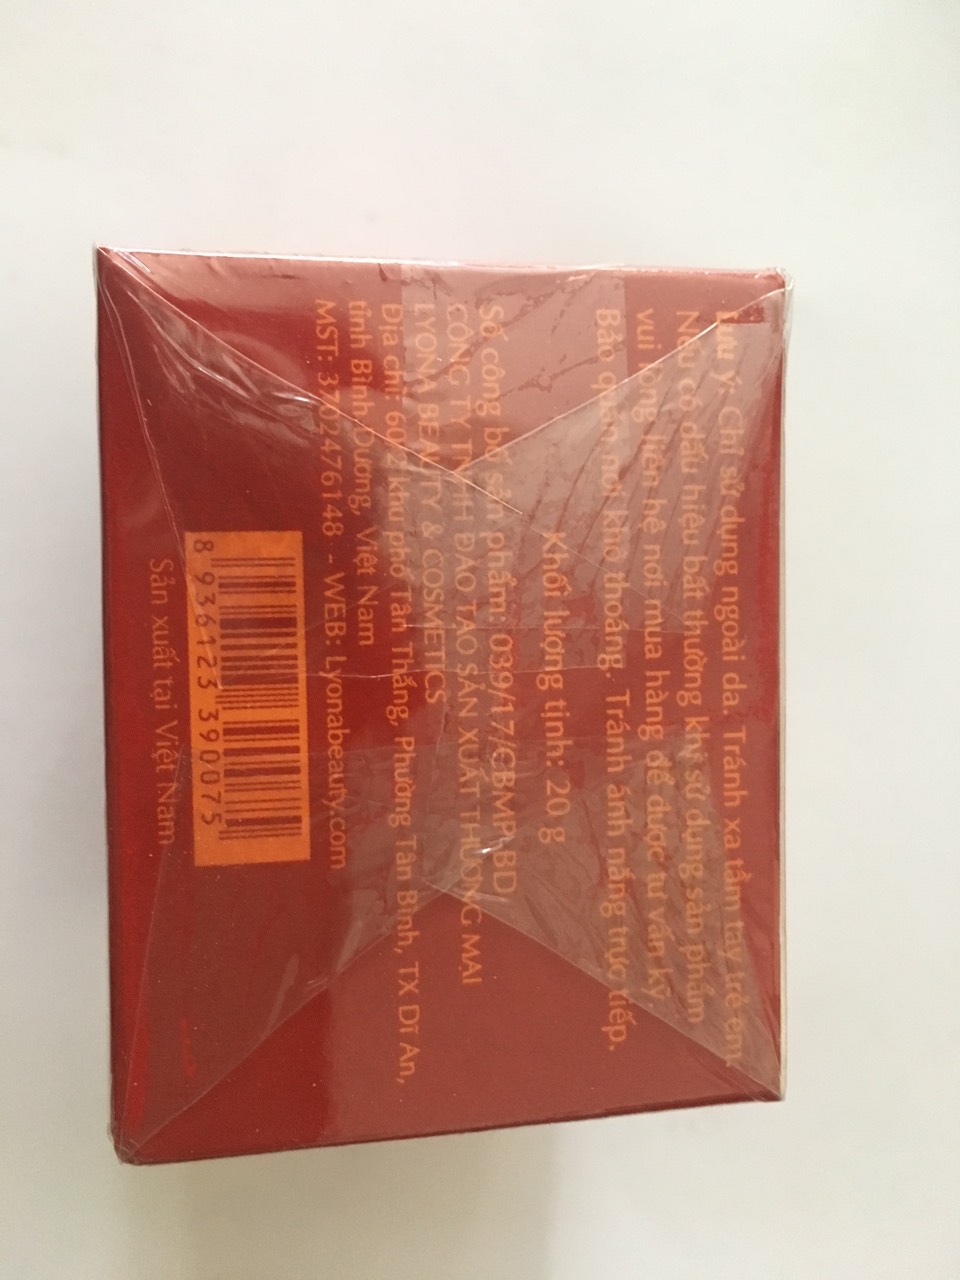 Lưu ý: Chỉ sử dụng ngoài da. Tránh xa tầm tay trẻ em.
Nếu có dấu hiệu bất thường khi sử dụng sản phẩm
vui lòng liên hệ nơi mua hàng để được tư vấn kỹ.
Bảo quản nơi khô thoáng. Tránh ánh nắng trực tiếp.
Khối lượng tịnh: 20 g
Số công bố sản phẩm: 039/17/CBMP-BD
CÔNG TY TNHH ĐÀO TẠO SẢN XUẤT THƯƠNG MẠI
LYONA BEAUTY & COSMETICS
Địa chỉ: khu phố Tân Thắng, Phường Tân Bình, TX Dĩ An,
tỉnh Bình Dương, Việt Nam
MST: 3702476148 - WEB: Lyonabeauty.com
8 936123 390075
Sản xuất tại Việt Nam